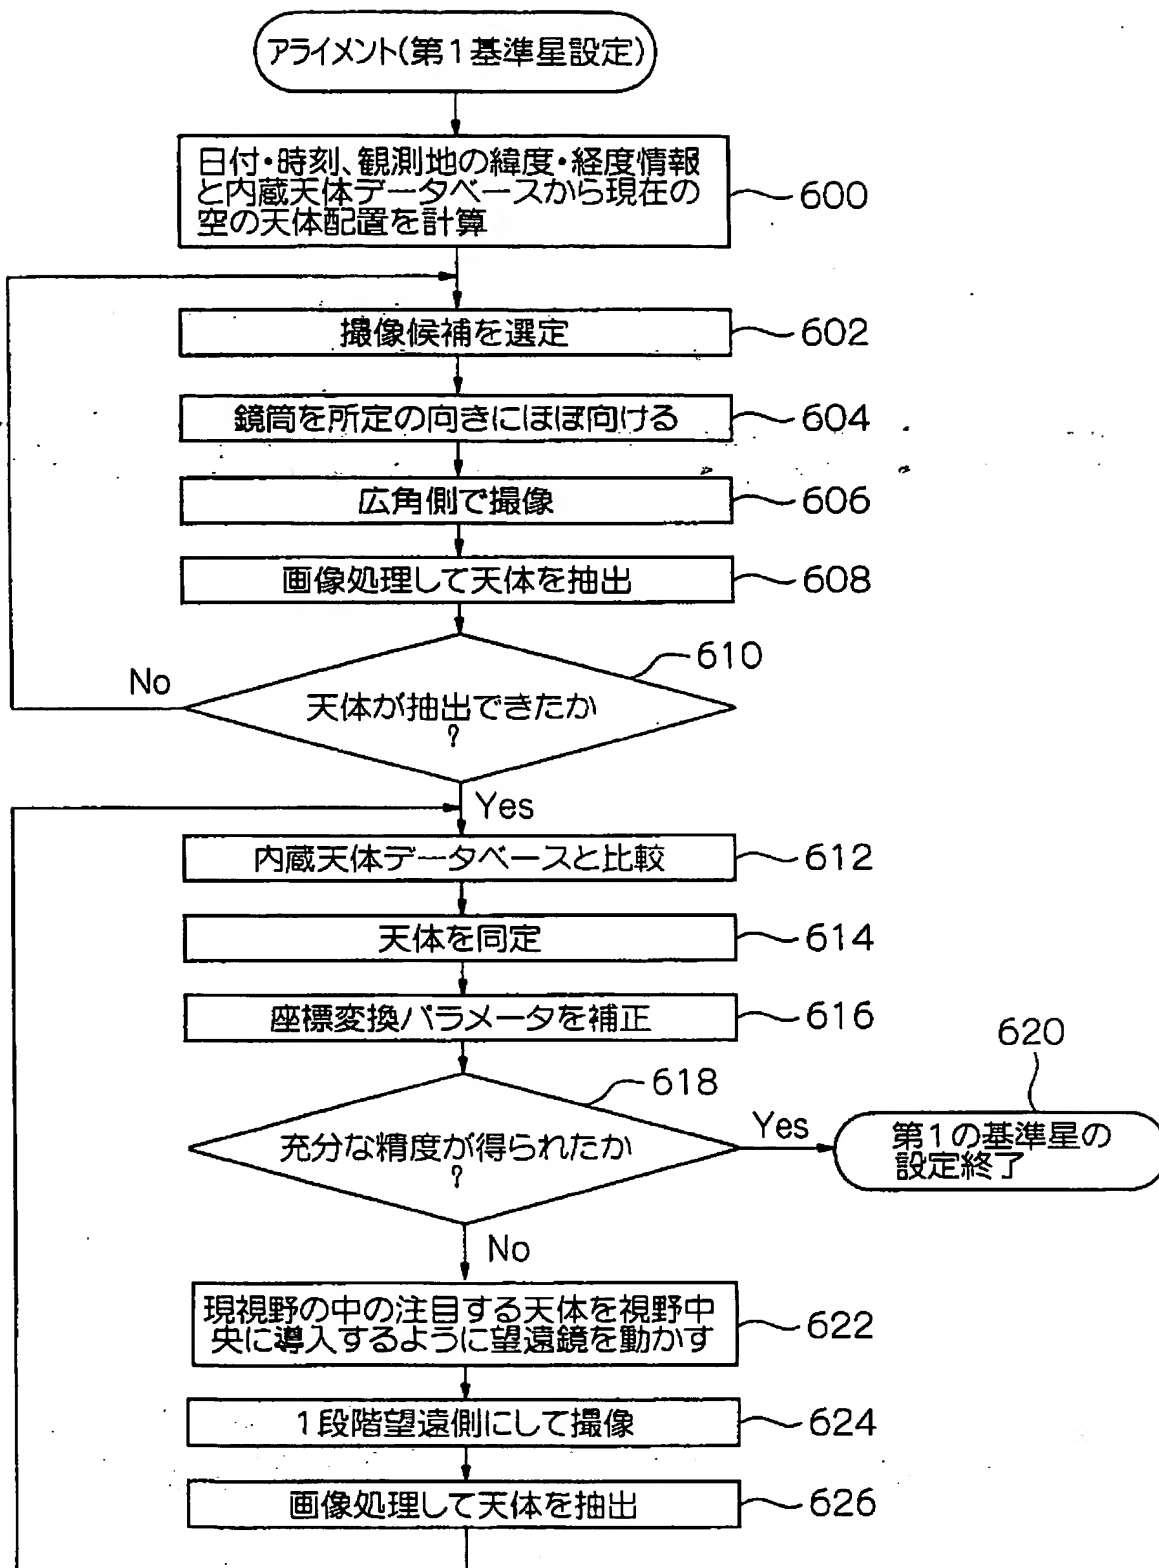 アライメント(第1基準星設定)
日付・時刻、観測地の緯度・経度情報
と内蔵天体データベースから現在の
空の天体配置を計算
600
撮像候補を選定
602
鏡筒を所定の向きにほぼ向ける
604
広角側で撮像
606
画像処理して天体を抽出
608
610
No
天体が抽出できたか
?
Yes
内蔵天体データベースと比較
612
天体を同定
614
座標変換パラメータを補正
616
620
618
充分な精度が得られたか
?
Yes
第1の基準星の
設定終了
No
現視野の中の注目する天体を視野中
央に導入するように望遠鏡を動かす
622
1段階望遠側にして撮像
624
画像処理して天体を抽出
626